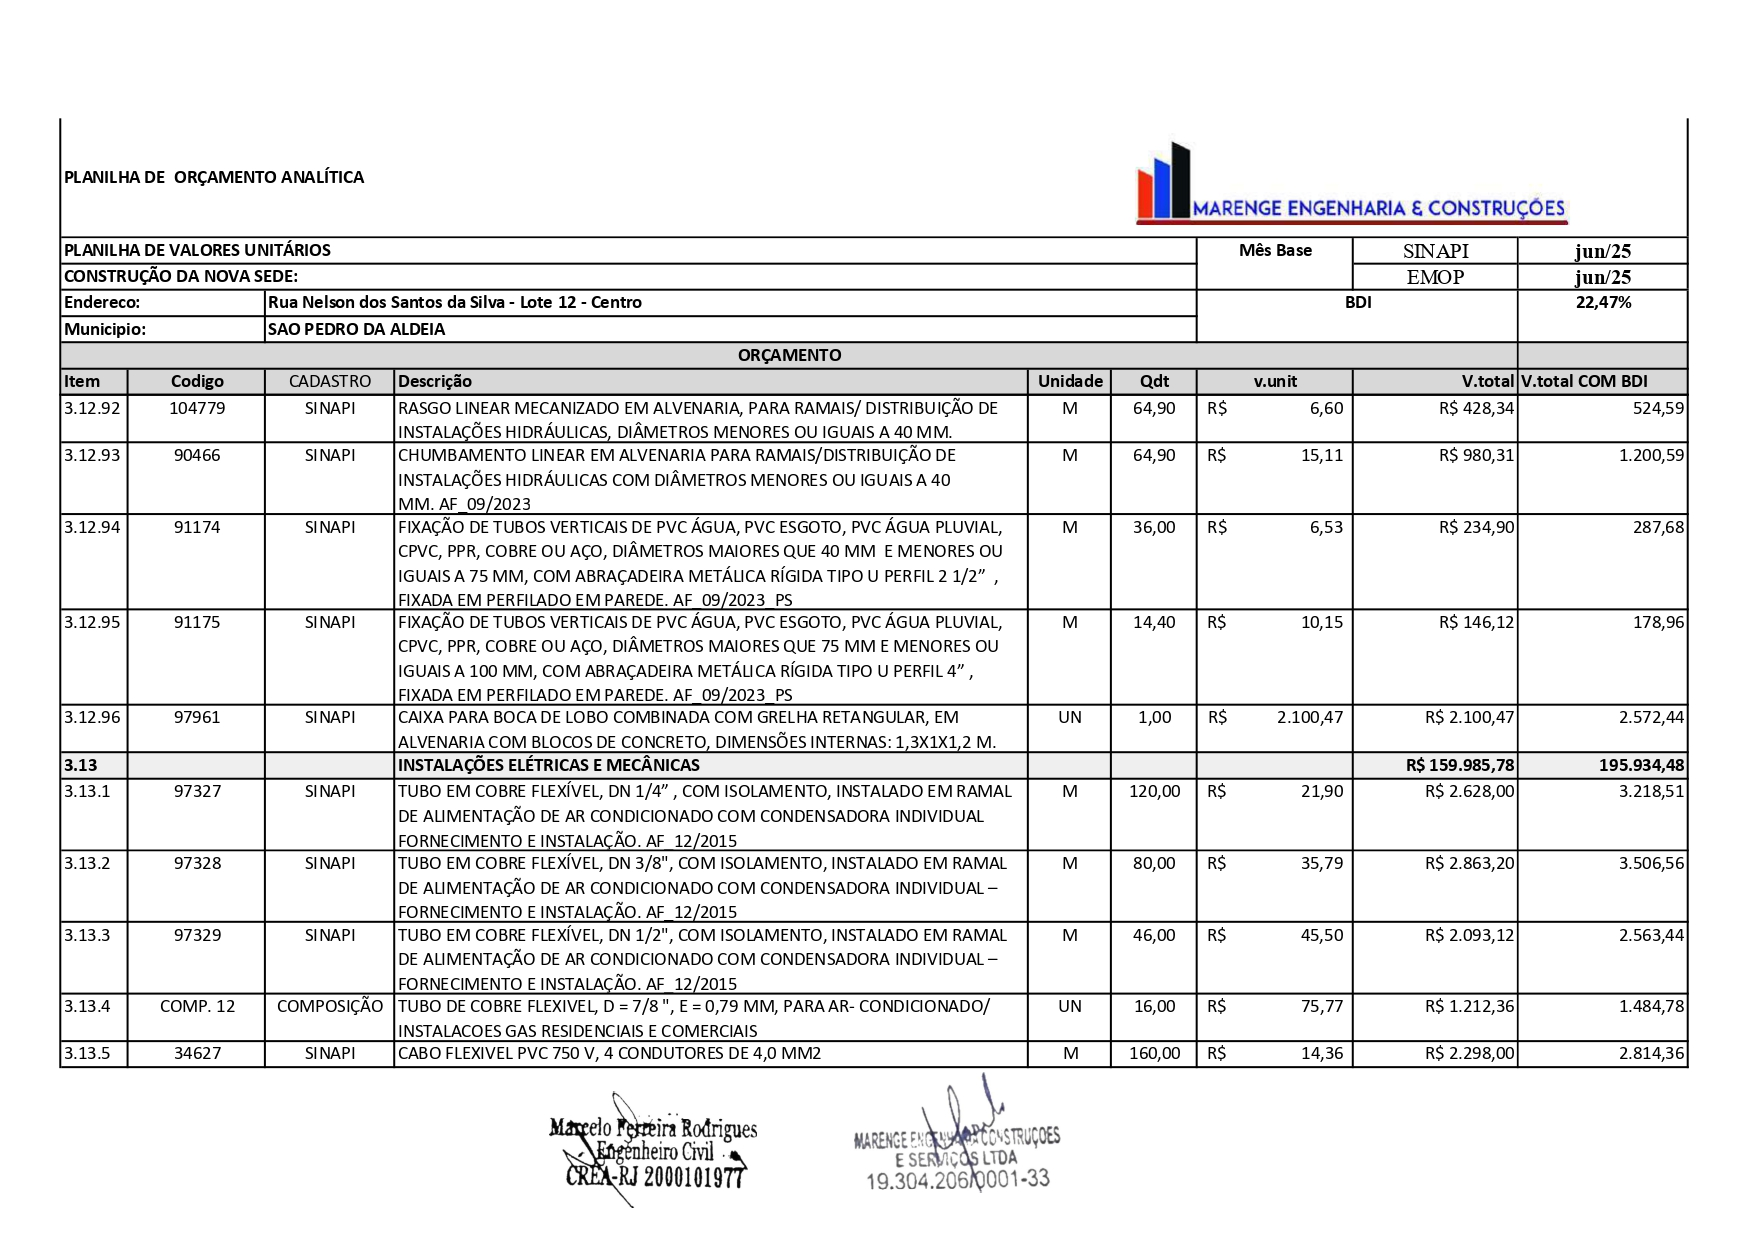 PLANILHA DE ORÇAMENTO ANALÍTICA
MARENGE ENGENHARIA & CONSTRUÇÕES
PLANILHA DE VALORES UNITÁRIOS Mês Base SINAPI jun/25
CONSTRUÇÃO DA NOVA SEDE: EMOP jun/25
Endereco: Rua Nelson dos Santos da Silva - Lote 12 - Centro BDI 22,47%
Municipio: SAO PEDRO DA ALDEIA
ORÇAMENTO
Item Codigo CADASTRO Descrição Unidade Qdt v.unit V.total V.total COM BDI
3.12.92 104779 SINAPI RASGO LINEAR MECANIZADO EM ALVENARIA, PARA RAMAIS/ DISTRIBUIÇÃO DE M 64,90 R$ 6,60 R$ 428,34 524,59
INSTALAÇÕES HIDRÁULICAS, DIÂMETROS MENORES OU IGUAIS A 40 MM.
3.12.93 90466 SINAPI CHUMBAMENTO LINEAR EM ALVENARIA PARA RAMAIS/DISTRIBUIÇÃO DE M 64,90 R$ 15,11 R$ 980,31 1.200,59
INSTALAÇÕES HIDRÁULICAS COM DIÂMETROS MENORES OU IGUAIS A 40
MM. AF_09/2023
3.12.94 91174 SINAPI FIXAÇÃO DE TUBOS VERTICAIS DE PVC ÁGUA, PVC ESGOTO, PVC ÁGUA PLUVIAL, M 36,00 R$ 6,53 R$ 234,90 287,68
CPVC, PPR, COBRE OU AÇO, DIÂMETROS MAIORES QUE 40 MM E MENORES OU
IGUAIS A 75 MM, COM ABRAÇADEIRA METÁLICA RÍGIDA TIPO U PERFIL 2 1/2” ,
FIXADA EM PERFILADO EM PAREDE. AF_09/2023_PS
3.12.95 91175 SINAPI FIXAÇÃO DE TUBOS VERTICAIS DE PVC ÁGUA, PVC ESGOTO, PVC ÁGUA PLUVIAL, M 14,40 R$ 10,15 R$ 146,12 178,96
CPVC, PPR, COBRE OU AÇO, DIÂMETROS MAIORES QUE 75 MM E MENORES OU
IGUAIS A 100 MM, COM ABRAÇADEIRA METÁLICA RÍGIDA TIPO U PERFIL 4” ,
FIXADA EM PERFILADO EM PAREDE. AF_09/2023_PS
3.12.96 97961 SINAPI CAIXA PARA BOCA DE LOBO COMBINADA COM GRELHA RETANGULAR, EM UN 1,00 R$ 2.100,47 R$ 2.100,47 2.572,44
ALVENARIA COM BLOCOS DE CONCRETO, DIMENSÕES INTERNAS: 1,3X1X1,2 M.
3.13 INSTALAÇÕES ELÉTRICAS E MECÂNICAS R$ 159.985,78 195.934,48
3.13.1 97327 SINAPI TUBO EM COBRE FLEXÍVEL, DN 1/4” , COM ISOLAMENTO, INSTALADO EM RAMAL M 120,00 R$ 21,90 R$ 2.628,00 3.218,51
DE ALIMENTAÇÃO DE AR CONDICIONADO COM CONDENSADORA INDIVIDUAL
FORNECIMENTO E INSTALAÇÃO. AF_12/2015
3.13.2 97328 SINAPI TUBO EM COBRE FLEXÍVEL, DN 3/8", COM ISOLAMENTO, INSTALADO EM RAMAL M 80,00 R$ 35,79 R$ 2.863,20 3.506,56
DE ALIMENTAÇÃO DE AR CONDICIONADO COM CONDENSADORA INDIVIDUAL –
FORNECIMENTO E INSTALAÇÃO. AF_12/2015
3.13.3 97329 SINAPI TUBO EM COBRE FLEXÍVEL, DN 1/2", COM ISOLAMENTO, INSTALADO EM RAMAL M 46,00 R$ 45,50 R$ 2.093,12 2.563,44
DE ALIMENTAÇÃO DE AR CONDICIONADO COM CONDENSADORA INDIVIDUAL –
FORNECIMENTO E INSTALAÇÃO. AF_12/2015
3.13.4 COMP. 12 COMPOSIÇÃO TUBO DE COBRE FLEXIVEL, D = 7/8 ", E = 0,79 MM, PARA AR- CONDICIONADO/ UN 16,00 R$ 75,77 R$ 1.212,36 1.484,78
INSTALACOES GAS RESIDENCIAIS E COMERCIAIS
3.13.5 34627 SINAPI CABO FLEXIVEL PVC 750 V, 4 CONDUTORES DE 4,0 MM2 M 160,00 R$ 14,36 R$ 2.298,00 2.814,36
Marcelo Ferreira Rodrigues
Engenheiro Civil
CREA-RJ 2000101977
MARENGE ENGENHARIA CONSTRUÇOES
E SERVIÇOS LTDA
19.304.206/0001-33